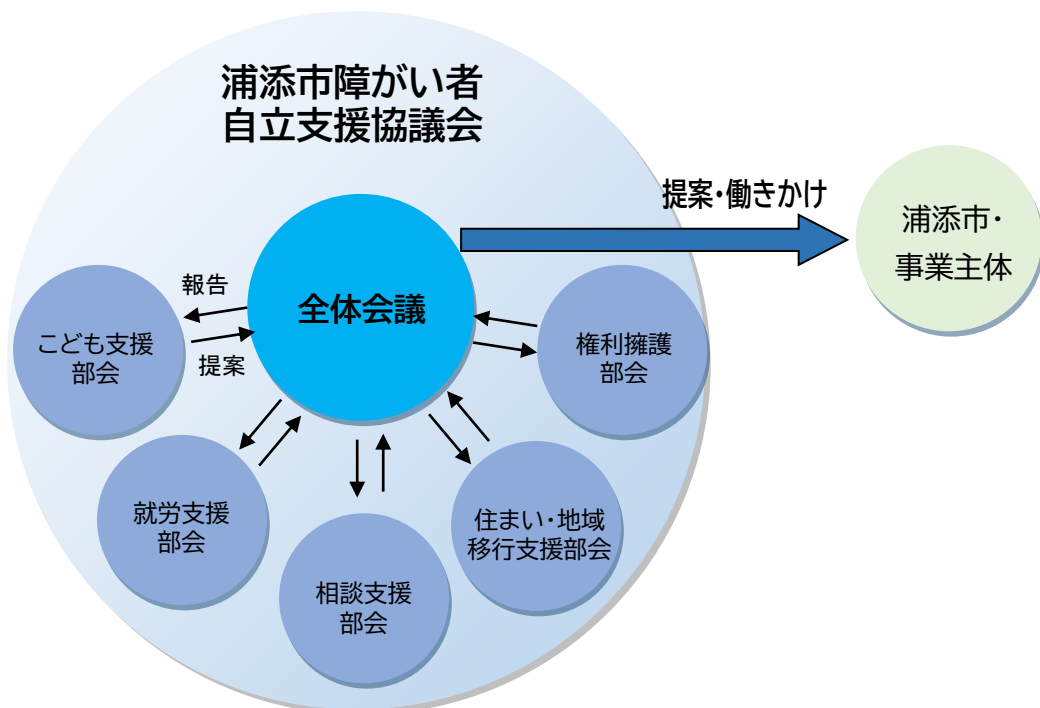 浦添市障がい者
自立支援協議会
提案・働きかけ
浦添市・
事業主体
全体会議
報告
提案
こども支援
部会
権利擁護
部会
就労支援
部会
住まい・地域
移行支援部会
相談支援
部会